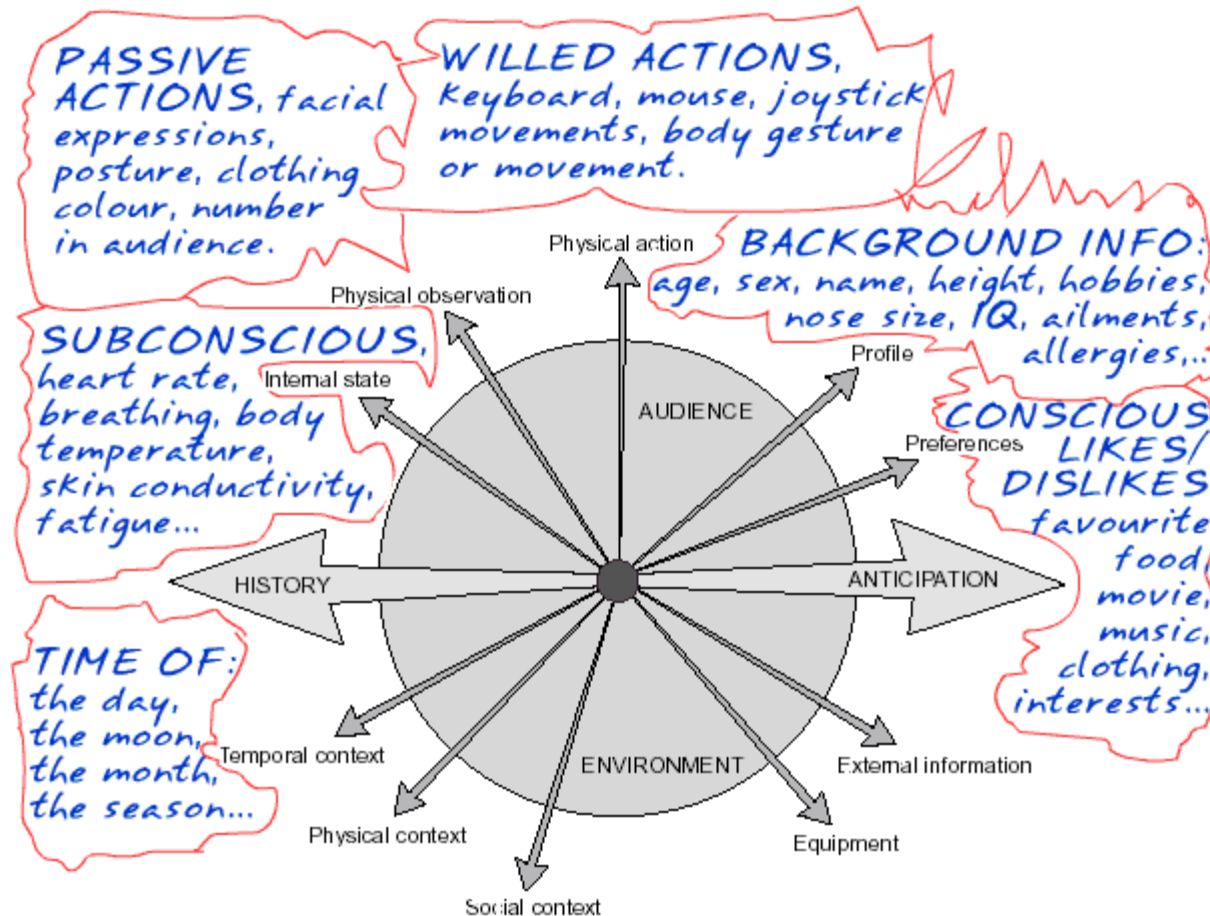 PASSIVE
ACTIONS, facial
expressions,
posture, clothing
colour, number
in audience.
WILLED ACTIONS,
keyboard, mouse, joystick
movements, body gesture
or movement.
Physical action
BACKGROUND INFO:
age, sex, name, height, hobbies,
nose size, IQ, ailments,
allergies,..
Physical observation
SUBCONSCIOUS,
heart rate,
breathing, body
temperature,
skin conductivity,
fatigue...
Internal state
Profile
AUDIENCE
Preferences
CONSCIOUS
LIKES/
DISLIKES
favourite
food,
movie,
music,
clothing,
interests...
HISTORY
ANTICIPATION
TIME OF:
the day,
the moon,
the month,
the season...
Temporal context
ENVIRONMENT
External information
Physical context
Equipment
Social context